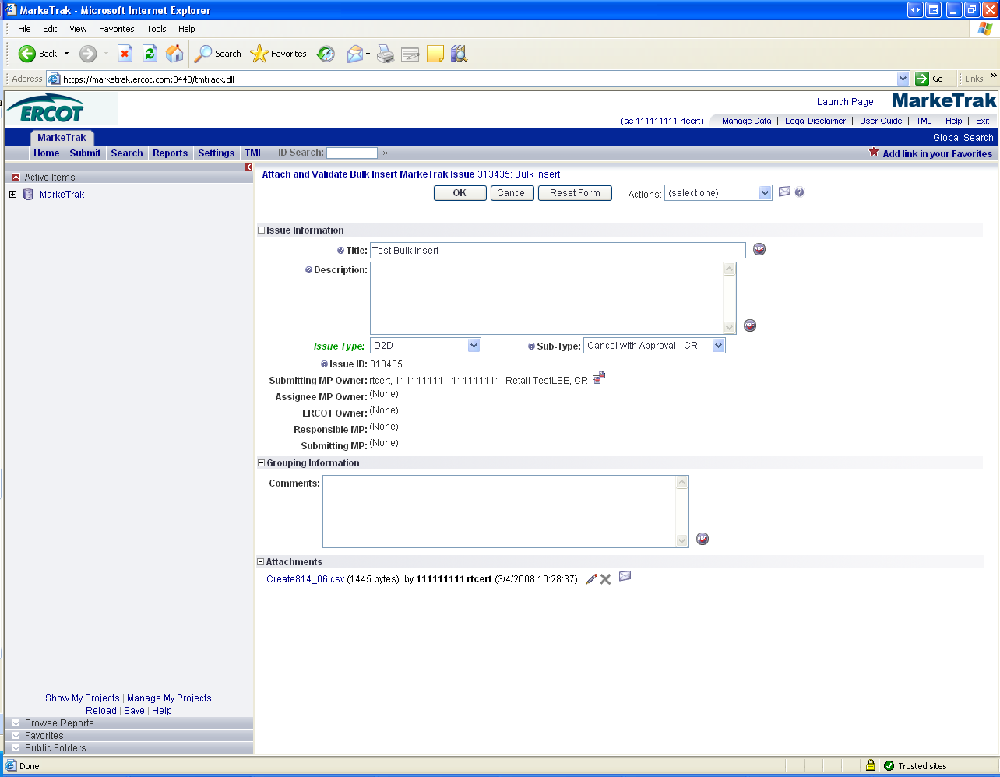 MarkeTrak - Microsoft Internet Explorer
File Edit View Favorites Tools Help
Back Search Favorites
Address https://marketrak.ercot.com:8443/tmtrack.dll Go Links »
ERCOT Launch Page MarkeTrak
(as 111111111 rtcert) Manage Data | Legal Disclaimer | User Guide | TML | Help | Exit
MarkeTrak Global Search
Home Submit Search Reports Settings TML ID Search: » Add link in your Favorites
Active Items
MarkeTrak
Attach and Validate Bulk Insert MarkeTrak Issue 313435: Bulk Insert
OK Cancel Reset Form Actions: (select one)
Issue Information
Title: Test Bulk Insert ABC
Description: ABC
Issue Type: D2D Sub-Type: Cancel with Approval - CR
Issue ID: 313435
Submitting MP Owner: rtcert, 111111111 - 111111111, Retail TestLSE, CR
Assignee MP Owner: (None)
ERCOT Owner: (None)
Responsible MP: (None)
Submitting MP: (None)
Grouping Information
Comments: ABC
Attachments
Create814_06.csv (1445 bytes) by 111111111 rtcert (3/4/2008 10:28:37)
Show My Projects | Manage My Projects
Reload | Save | Help
Browse Reports
Favorites
Public Folders
Done Trusted sites